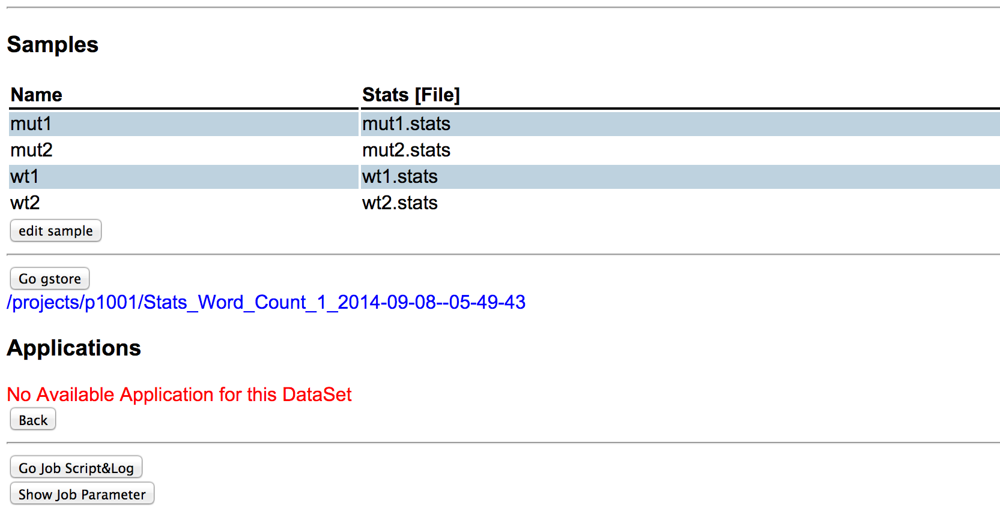 Samples
Name Stats [File]
mut1 mut1.stats
mut2 mut2.stats
wt1 wt1.stats
wt2 wt2.stats
edit sample
Go gstore
/projects/p1001/Stats_Word_Count_1_2014-09-08--05-49-43
Applications
No Available Application for this DataSet
Back
Go Job Script&Log
Show Job Parameter